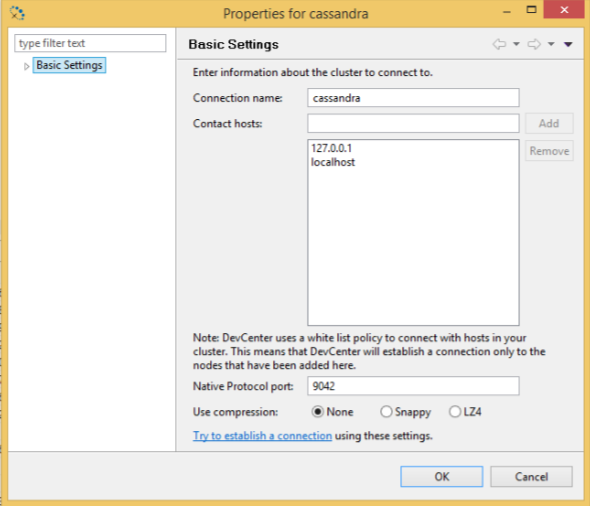 Properties for cassandra
type filter text
Basic Settings
Basic Settings
Enter information about the cluster to connect to.
Connection name: cassandra
Contact hosts: Add
127.0.0.1 Remove
localhost
Note: DevCenter uses a white list policy to connect with hosts in your
cluster. This means that DevCenter will establish a connection only to the
nodes that have been added here.
Native Protocol port: 9042
Use compression: None Snappy LZ4
Try to establish a connection using these settings.
OK Cancel